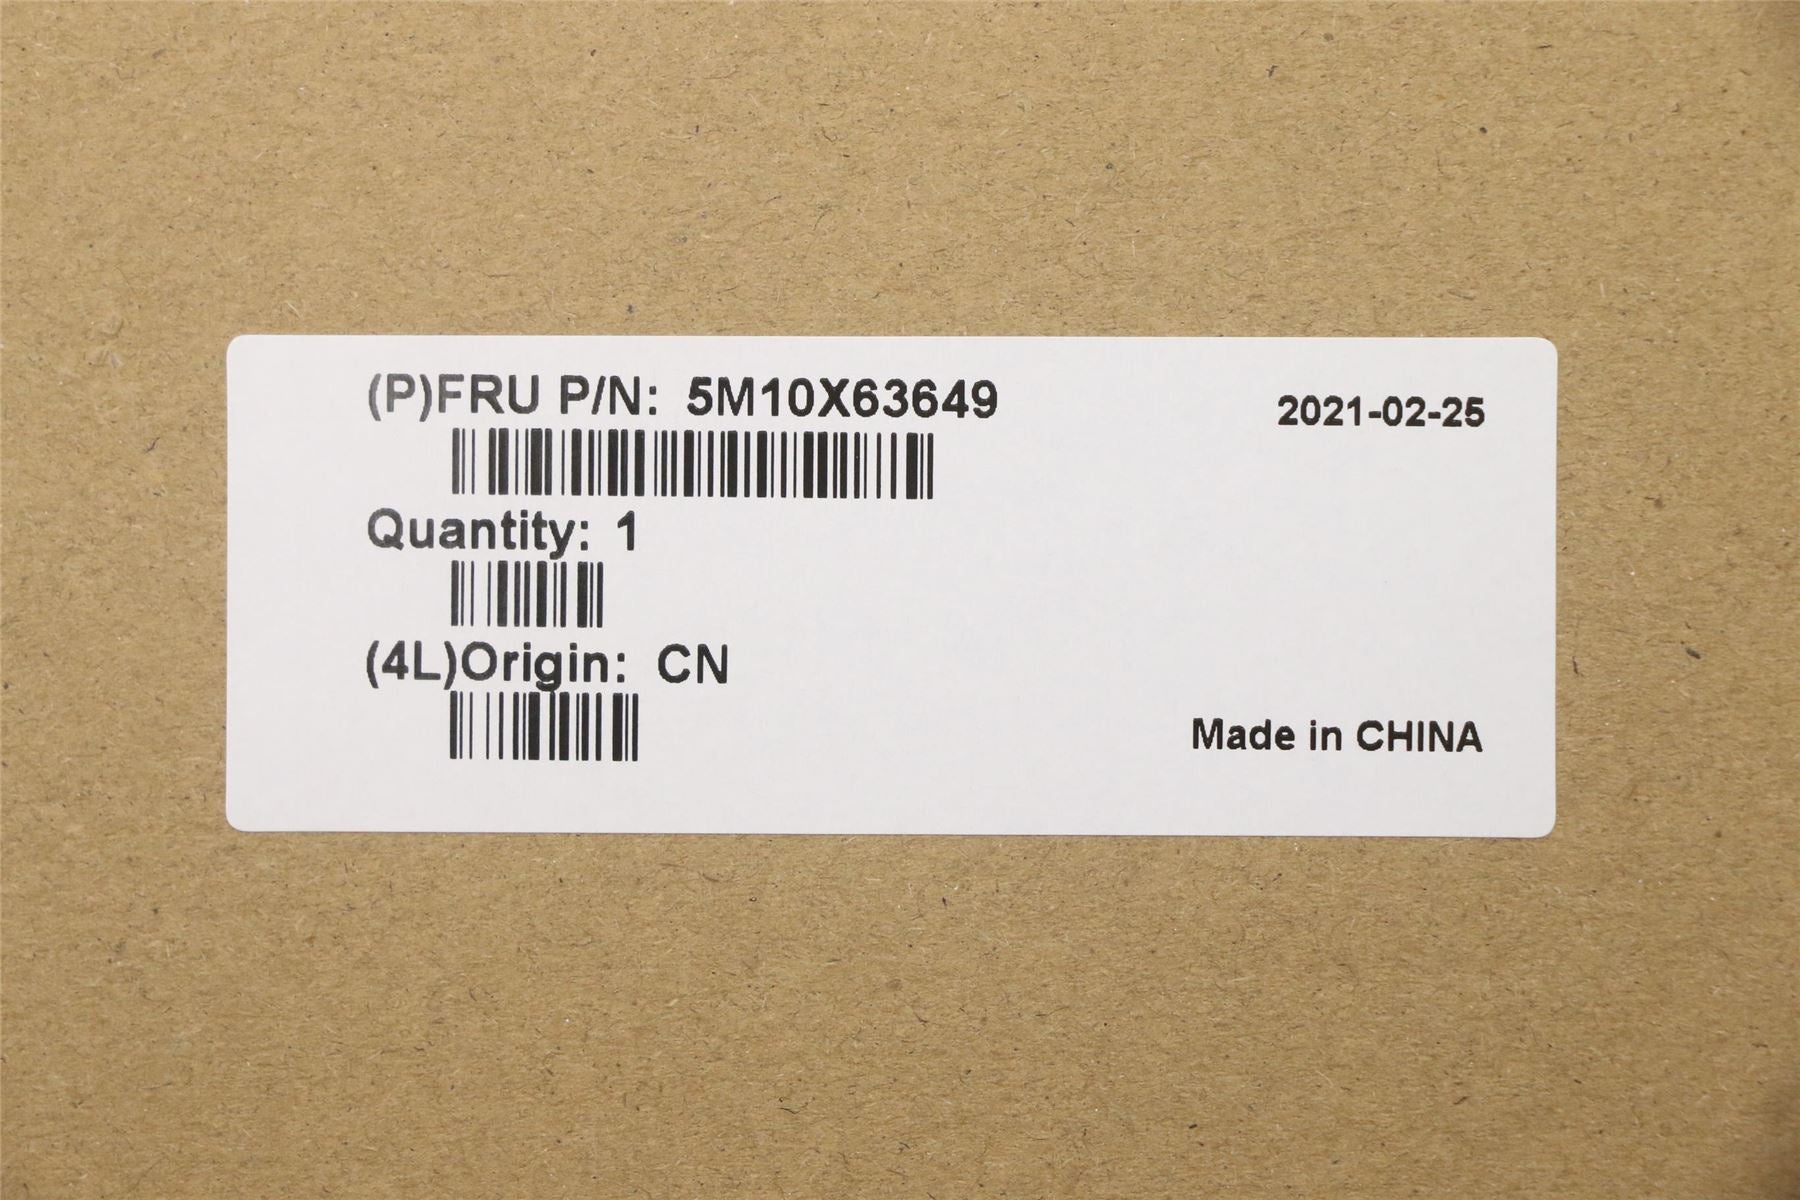 (P)FRU P/N: 5M10X63649
2021-02-25
Quantity: 1
(4L)Origin: CN
Made in CHINA